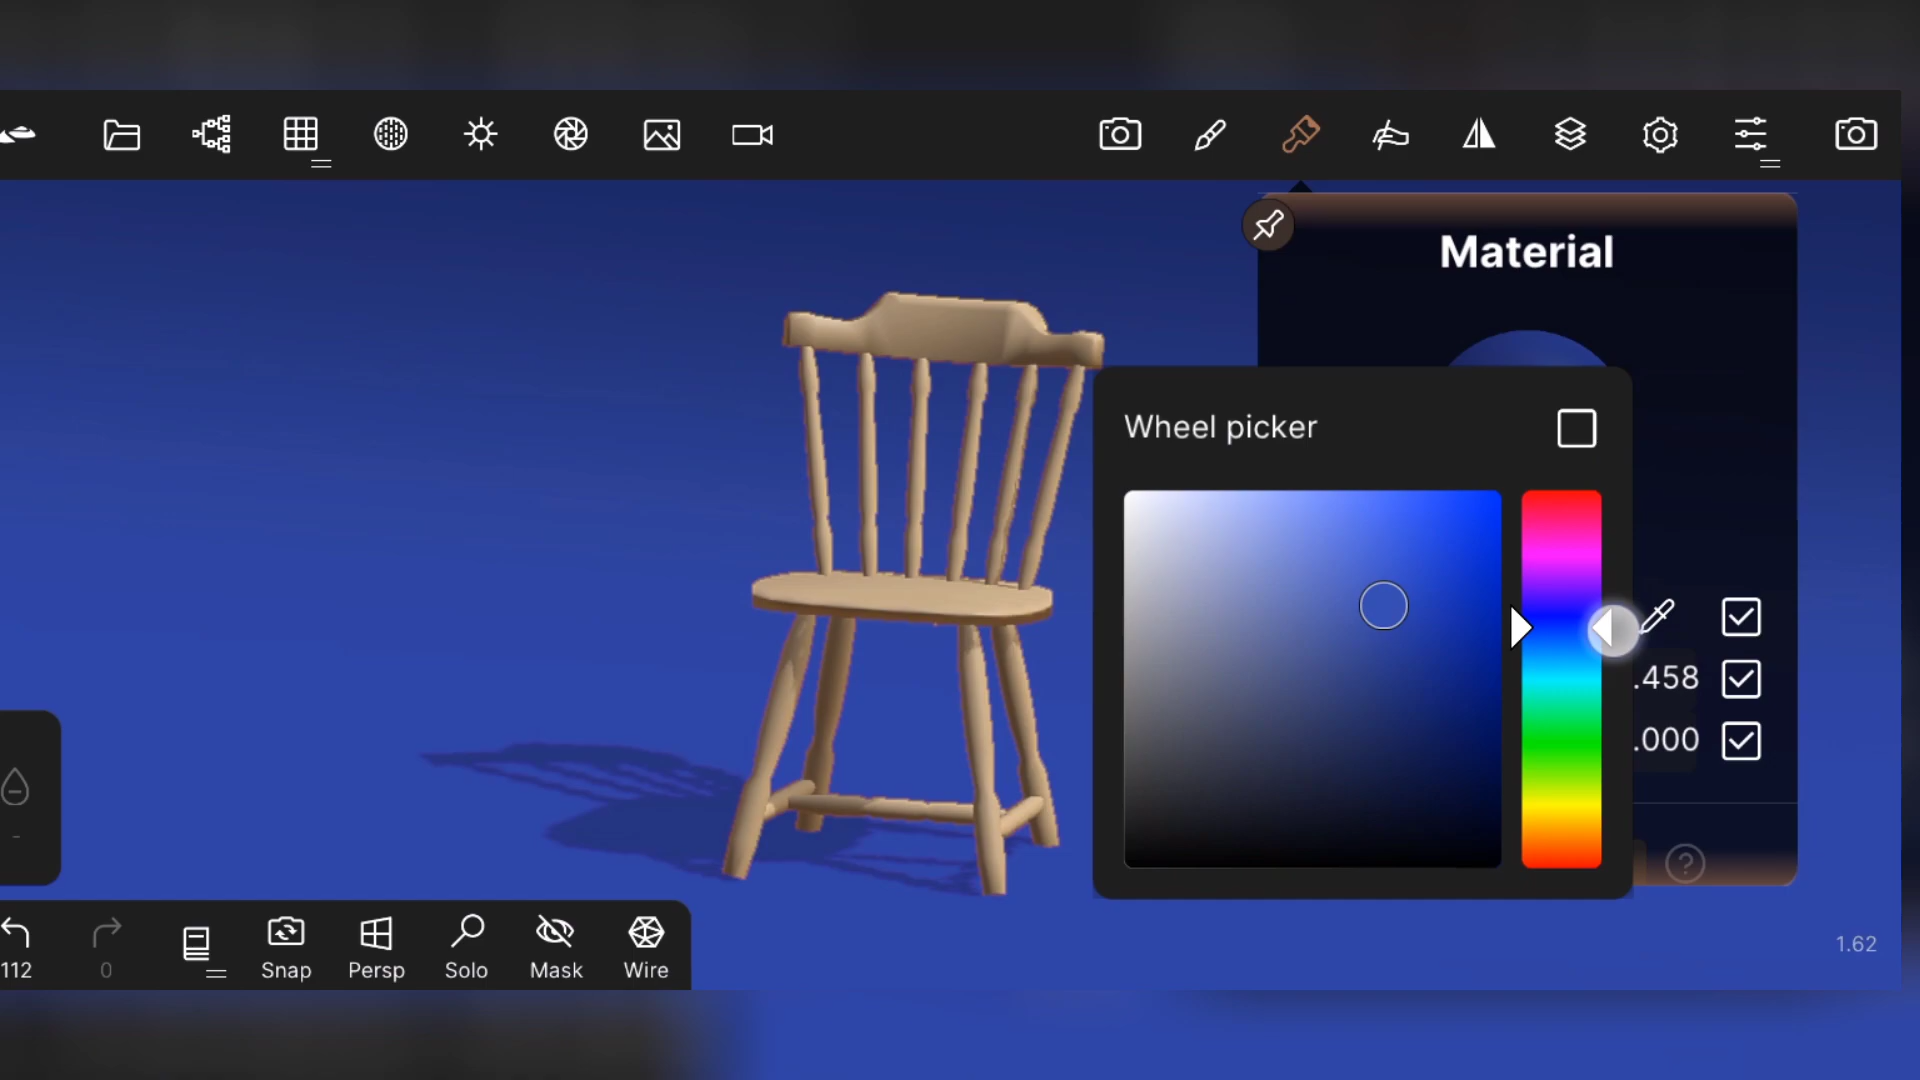 Material
Wheel picker
.458
.000
?
1.62
112
0
Snap
Persp
Solo
Mask
Wire